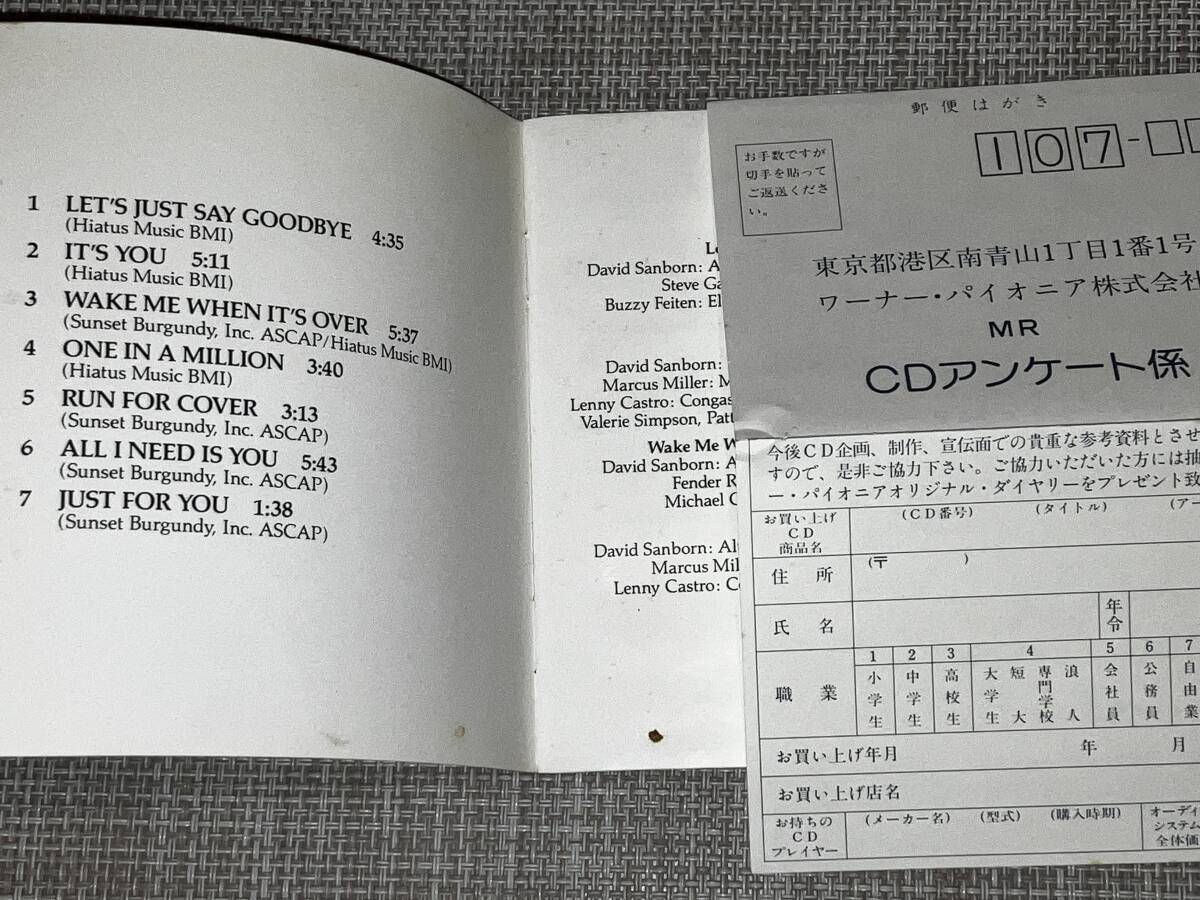 1 LET'S JUST SAY GOODBYE 4:35
(Hiatus Music BMI)
2 IT'S YOU 5:11
(Hiatus Music BMI)
3 WAKE ME WHEN IT'S OVER 5:37
(Sunset Burgundy, Inc. ASCAP/Hiatus Music BMI)
4 ONE IN A MILLION 3:40
(Hiatus Music BMI)
5 RUN FOR COVER 3:13
(Sunset Burgundy, Inc. ASCAP)
6 ALL I NEED IS YOU 5:43
(Sunset Burgundy, Inc. ASCAP)
7 JUST FOR YOU 1:38
(Sunset Burgundy, Inc. ASCAP)
David Sanborn:
Steve
Buzzy Feiten:
David Sanborn:
Marcus Miller:
Lenny Castro: Congas
Valerie Simpson,
Wake Me
David Sanborn:
Fender
Michael
David Sanborn:
Marcus
Lenny Castro:
郵便はがき
お手数ですが
切手を貼って
ご返送くださ
い。
107-
東京都港区南青山1丁目1番1号
ワーナー・パイオニア株式会社
MR
CDアンケート係
今後CD企画、制作、宣伝面での貴重な参考資料とさせ
すので、是非ご協力下さい。ご協力いただいた方には抽
ー・パイオニアオリジナル・ダイヤリーをプレゼント致
お買い上げ
CD
商品名
(CD番号) (タイトル) (アー
住所 (〒 )
氏名 年令
職業
1 小学生
2 中学生
3 高校生
4 大学生 短大 専門学校 浪人
5 会社員
6 公務員
7 自由業
お買い上げ年月 年 月
お買い上げ店名
お持ちの
CD
プレイヤー
(メーカー名) (型式) (購入時期)
オーディ
システム
全体価